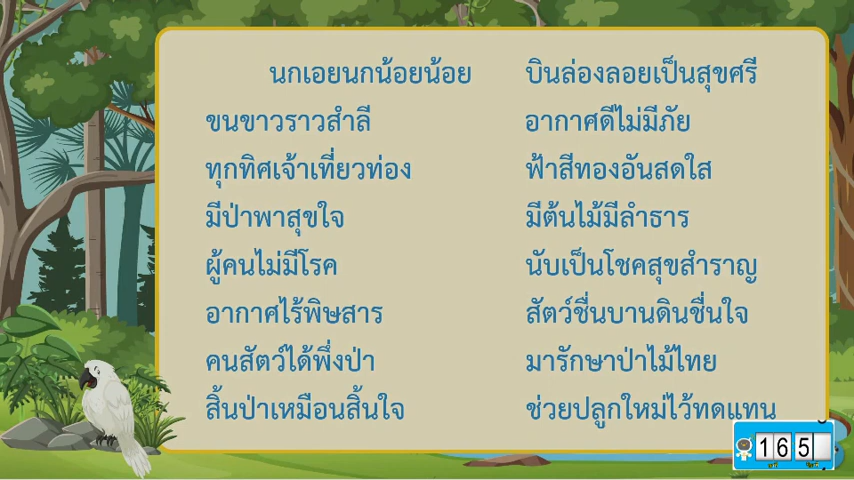 นกเอยนกน้อยน้อย บินล่องลอยเป็นสุขศรี
ขนขาวราวสำลี อากาศดีไม่มีภัย
ทุกทิศเจ้าเที่ยวท่อง ฟ้าสีทองอันสดใส
มีป่าพาสุขใจ มีต้นไม้มีลำธาร
ผู้คนไม่มีโรค นับเป็นโชคสุขสำราญ
อากาศไร้พิษสาร สัตว์ชื่นบานดินชื่นใจ
คนสัตว์ได้พึ่งป่า มารักษาป่าไม้ไทย
สิ้นป่าเหมือนสิ้นใจ ช่วยปลูกใหม่ไว้ทดแทน
165